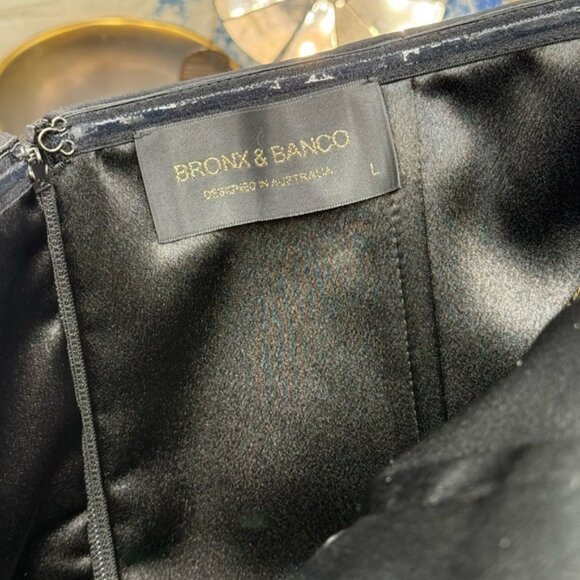 BRONX & BANCO
DESIGNED IN AUSTRALIA
L